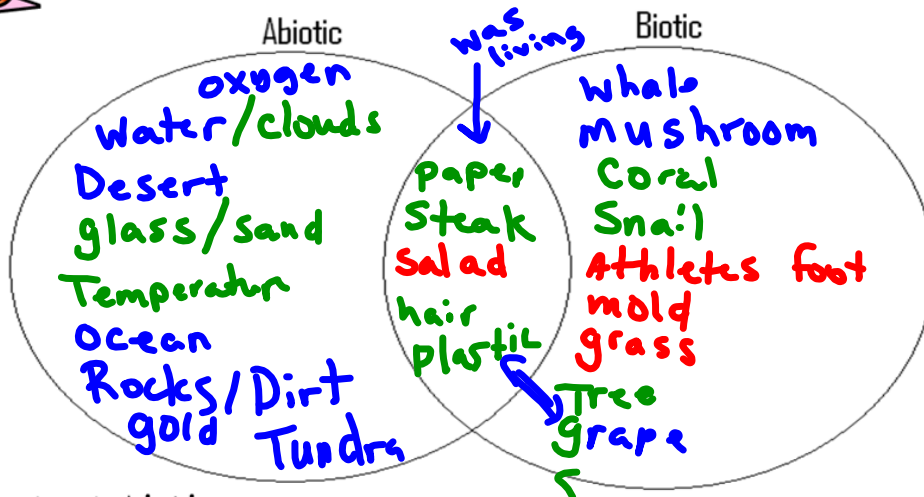 Abiotic
Biotic
was
living
oxygen
water/clouds
Desert
glass/sand
Temperature
Ocean
Rocks/Dirt
gold
Tundra
paper
Steak
Salad
hair
plastic
whale
mushroom
Coral
Snail
Athletes foot
mold
grass
Tree
grape